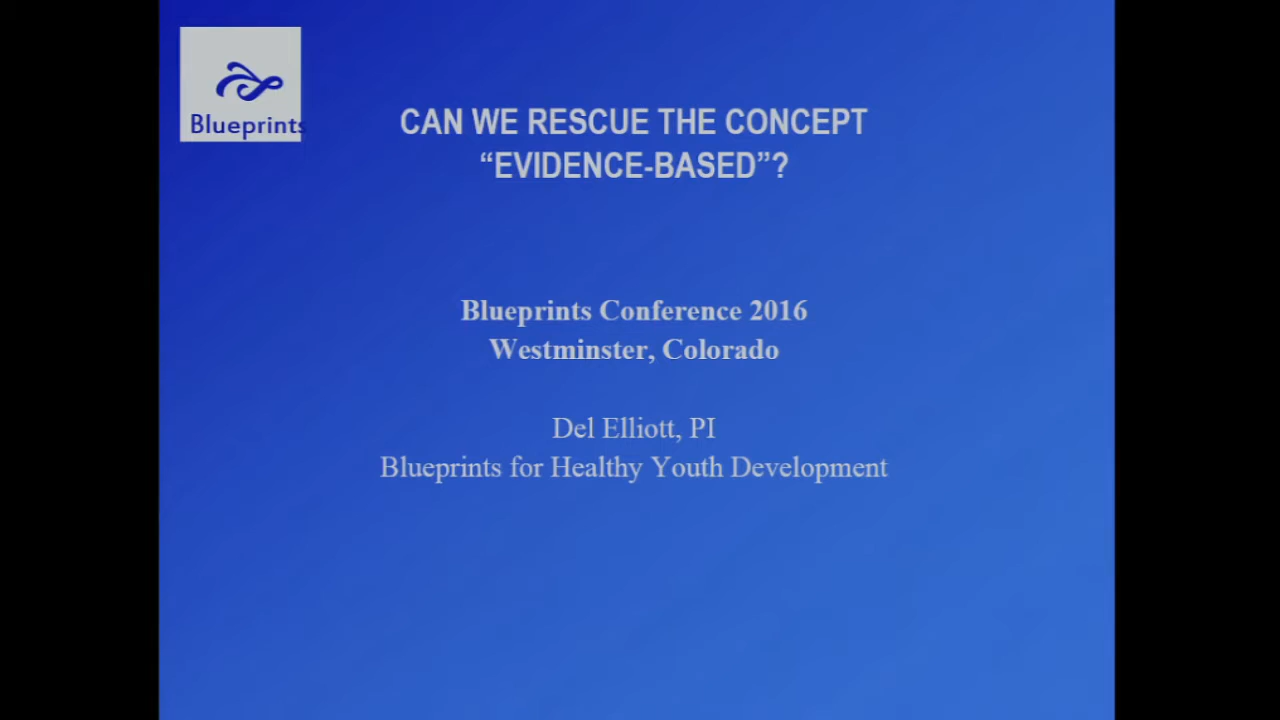 Blueprints
CAN WE RESCUE THE CONCEPT
“EVIDENCE-BASED”?
Blueprints Conference 2016
Westminster, Colorado
Del Elliott, PI
Blueprints for Healthy Youth Development